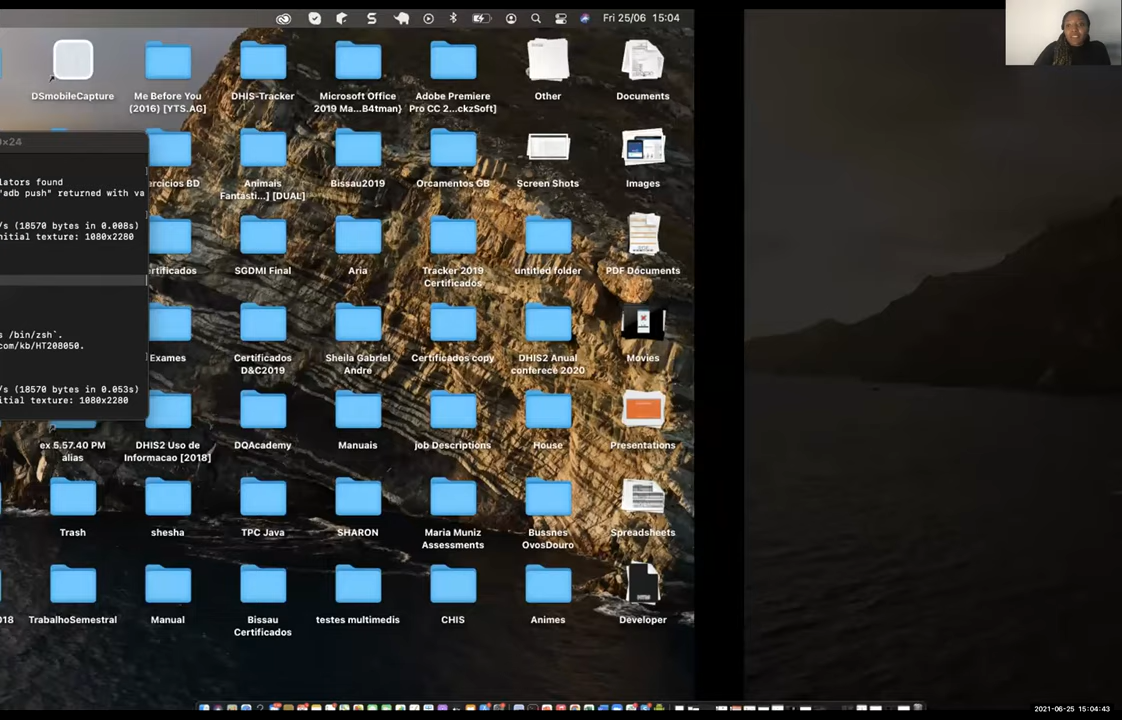 Fri 25/06 15:04
DSmobileCapture
Me Before You
(2016) [YTS.AG]
DHIS-Tracker
Microsoft Office
2019 Ma...B4tman}
Adobe Premiere
Pro CC 2...ckzSoft]
Other
Documents
0×24
lators found
"adb push" returned with va
/s (18570 bytes in 0.008s)
nitial texture: 1080x2280
s /bin/zsh`.
com/kb/HT208050.
/s (18570 bytes in 0.053s)
itial texture: 1080x2280
ercicios BD
Animais
Fantásti...] [DUAL]
Bissau2019
Orcamentos GB
Screen Shots
Images
rtificados
SGDMI Final
Aria
Tracker 2019
Certificados
untitled folder
PDF Documents
Exames
Certificados
D&C2019
Sheila Gabriel
Andre
Certificados copy
DHIS2 Anual
conferece 2020
Movies
ex 5.57.40 PM
alias
DHIS2 Uso de
Informacao [2018]
DQAcademy
Manuais
job Descriptions
House
Presentations
Trash
shesha
TPC Java
SHARON
Maria Muniz
Assessments
Bussnes
OvosDouro
Spreadsheets
018
TrabalhoSemestral
Manual
Bissau
Certificados
testes multimedis
CHIS
Animes
Developer
2021-06-25 15:04:43